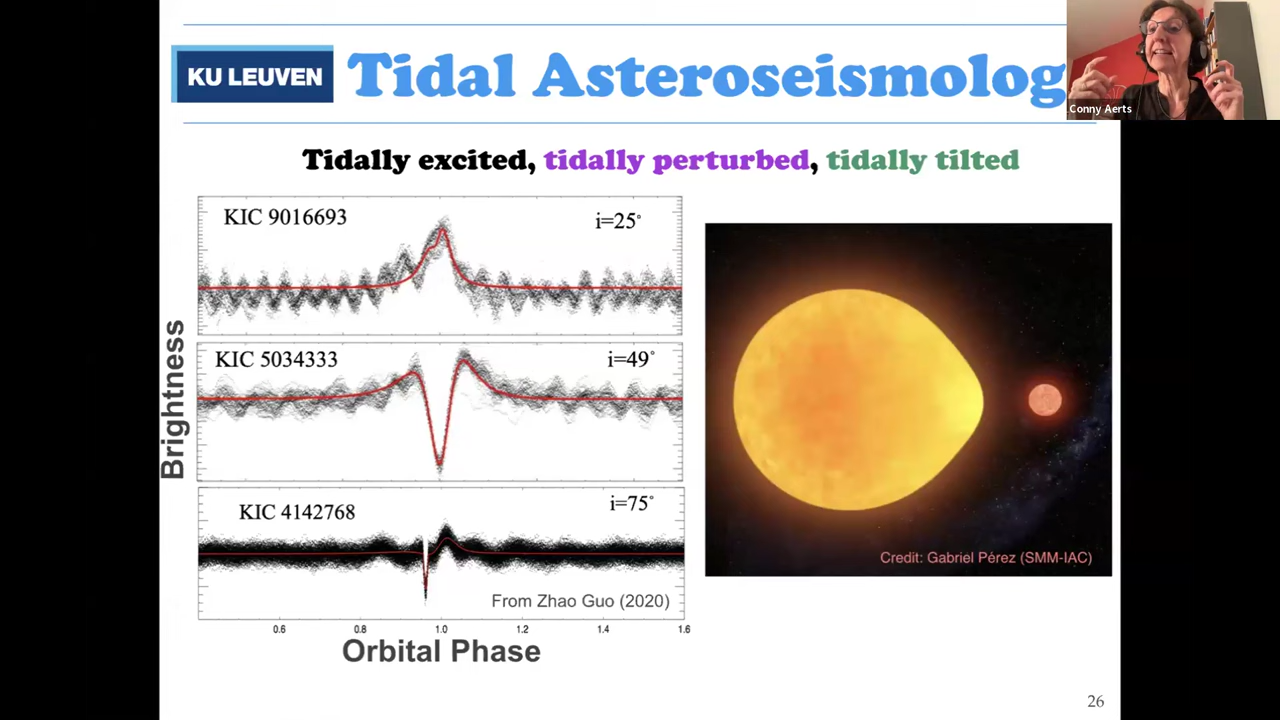 KU LEUVEN
Tidal Asteroseismolog
Conny Aerts
Tidally excited, tidally perturbed, tidally tilted
KIC 9016693
i=25°
KIC 5034333
i=49°
KIC 4142768
i=75°
From Zhao Guo (2020)
Brightness
0.6 0.8 1.0 1.2 1.4 1.6
Orbital Phase
Credit: Gabriel Pérez (SMM-IAC)
26